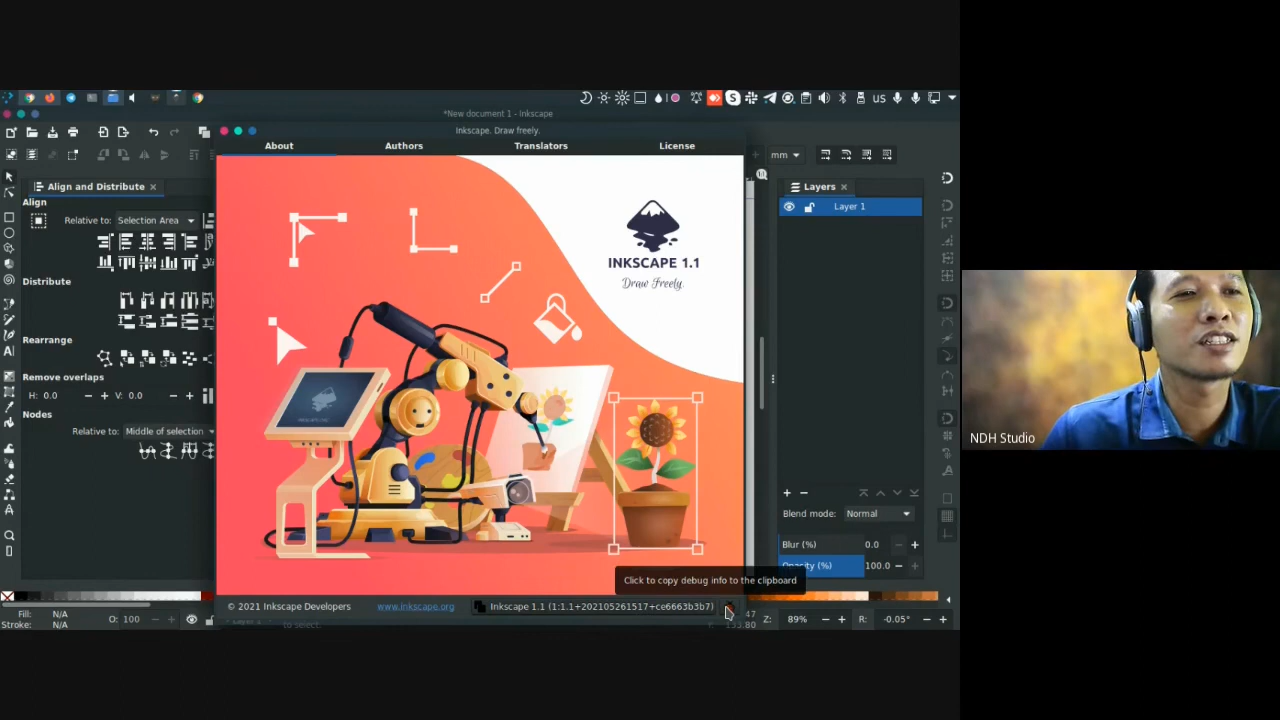 US
*New document 1 - Inkscape
Inkscape. Draw freely.
About Authors Translators License
mm
Align and Distribute
Layers
Align
Layer 1
Relative to: Selection Area
INKSCAPE 1.1
Draw Freely.
Distribute
Rearrange
Remove overlaps
H: 0.0 V: 0.0
Nodes
Relative to: Middle of selection
NDH Studio
Blend mode: Normal
Blur (%) 0.0
Opacity (%) 100.0
Click to copy debug info to the clipboard
© 2021 Inkscape Developers www.inkscape.org Inkscape 1.1 (1:1.1+202105261517+ce6663b3b7)
Fill: N/A
Stroke: N/A
O: 100
to select.
Z: 89% R: -0.05°